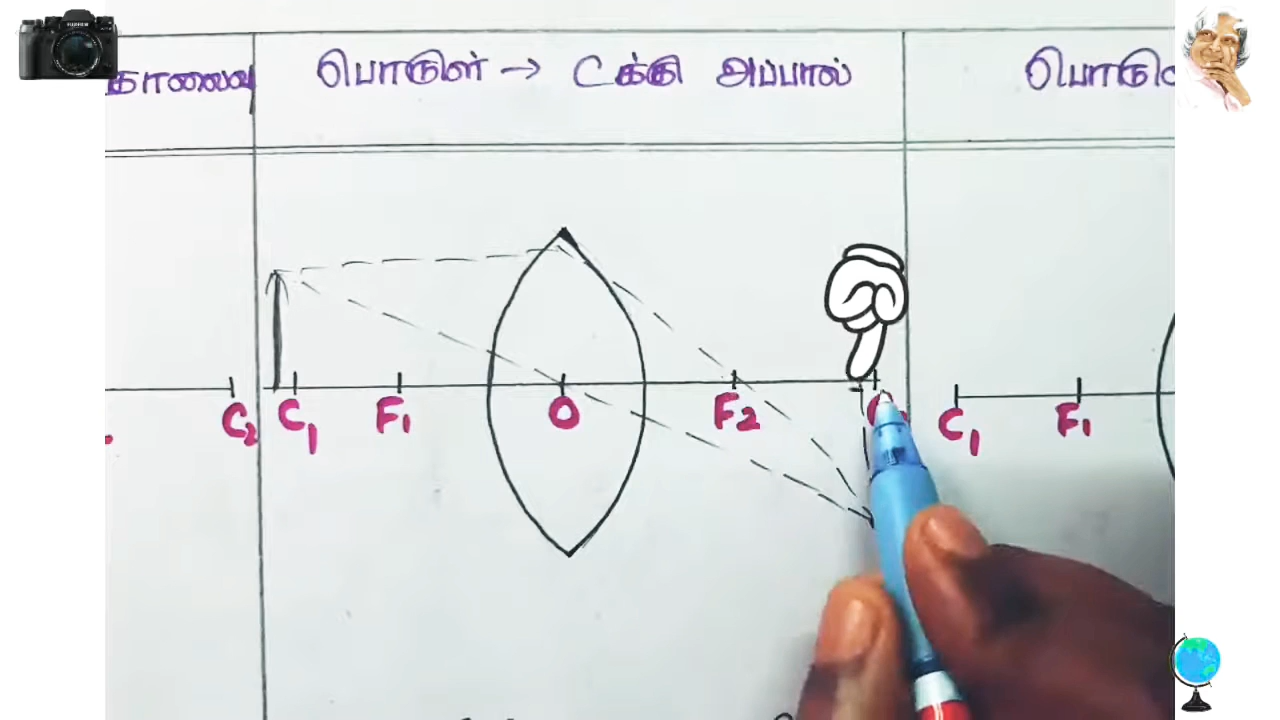 பொருள் → Cக்கு அப்பால்
C₂ C₁ F₁ O F₂ C₁ F₁